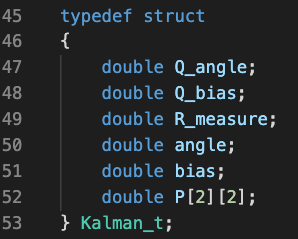 45 typedef struct
46 {
47 double Q_angle;
48 double Q_bias;
49 double R_measure;
50 double angle;
51 double bias;
52 double P[2][2];
53 } Kalman_t;